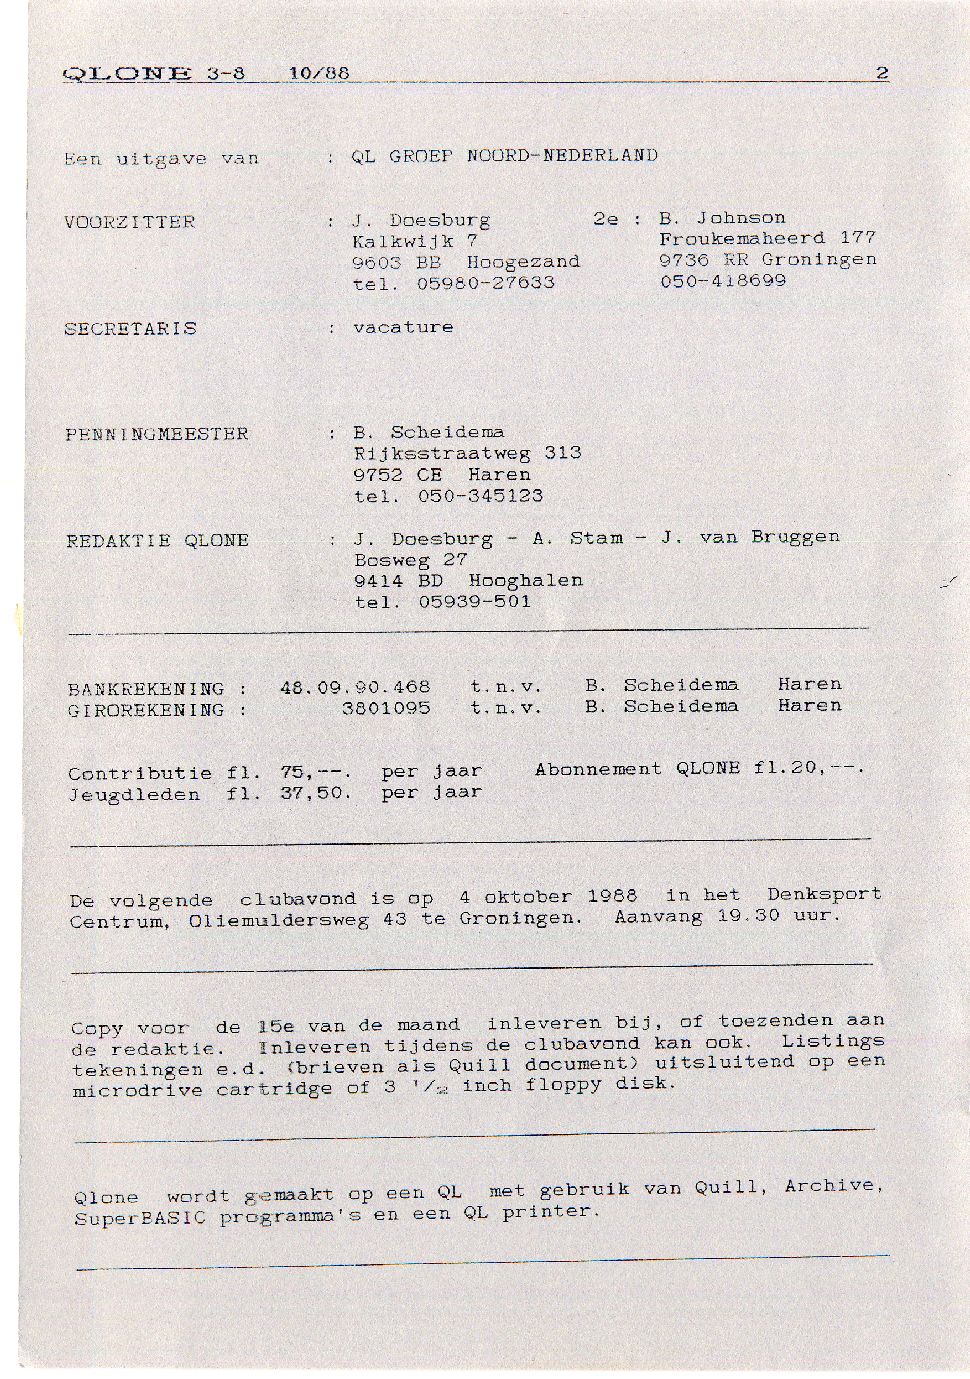 QLONE 3-8 10/88 2
Een uitgave van : QL GROEP NOORD-NEDERLAND
VOORZITTER : J. Doesburg 2e : B. Johnson
Kalkwijk 7 Froukemaheerd 177
9603 BB Hoogezand 9736 RR Groningen
tel. 05980-27633 050-418699
SECRETARIS : vacature
PENNINGMEESTER : B. Scheidema
Rijksstraatweg 313
9752 CE Haren
tel. 050-345123
REDAKTIE QLONE : J. Doesburg - A. Stam - J. van Bruggen
Bosweg 27
9414 BD Hooghalen
tel. 05939-501
BANKREKENING : 48.09.90.468 t.n.v. B. Scheidema Haren
GIROREKENING : 3801095 t.n.v. B. Scheidema Haren
Contributie fl. 75,--. per jaar Abonnement QLONE fl.20,--.
Jeugdleden fl. 37,50. per jaar
De volgende clubavond is op 4 oktober 1988 in het Denksport
Centrum, Oliemuldersweg 43 te Groningen. Aanvang 19.30 uur.
Copy voor de 15e van de maand inleveren bij, of toezenden aan
de redaktie. Inleveren tijdens de clubavond kan ook. Listings
tekeningen e.d. (brieven als Quill document) uitsluitend op een
microdrive cartridge of 3 1/2 inch floppy disk.
Qlone wordt gemaakt op een QL met gebruik van Quill, Archive,
SuperBASIC programma's en een QL printer.